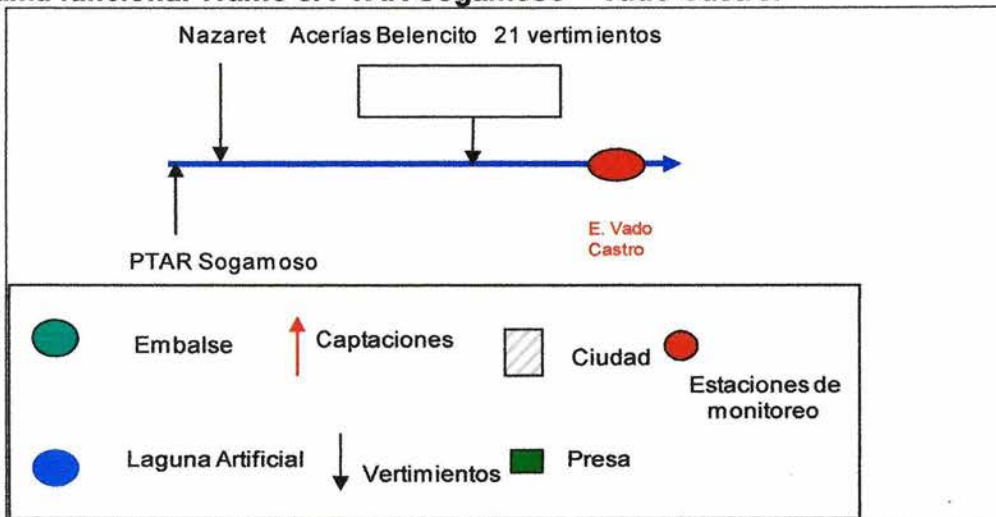 Nazaret Acerías Belencito 21 vertimientos
E. Vado
Castro
PTAR Sogamoso
Embalse
Captaciones
Ciudad
Estaciones de
monitoreo
Laguna Artificial
Vertimientos
Presa